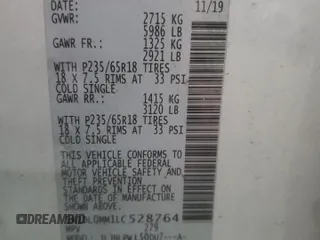 DATE: 11/19
GVWR: 2715 KG
5986 LB
GAWR FR.: 1325 KG
2921 LB
WITH P235/65R18 TIRES
18 X 7.5 RIMS AT 33 PSI
COLD SINGLE
GAWR RR.: 1415 KG
3120 LB
WITH P235/65R18 TIRES
18 X 7.5 RIMS AT 33 PSI
COLD SINGLE
THIS VEHICLE CONFORMS TO
ALL APPLICABLE FEDERAL
MOTOR VEHICLE SAFETY AND
THEFT PREVENTION
STANDARDS IN EFFECT ON THE
DATE OF MANUFACTURE
SHOWN ABOVE.
528764
MPV 229
MODEL:
DREAMBID.COM